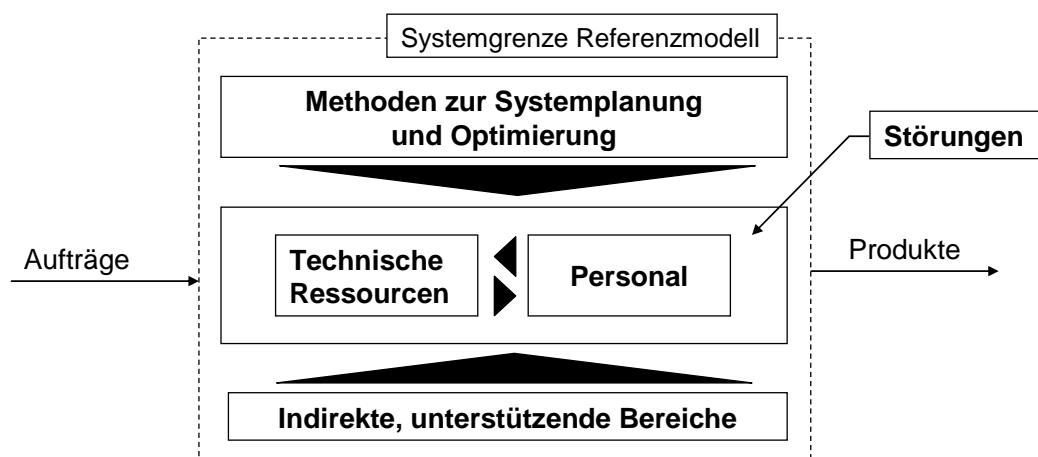 Systemgrenze Referenzmodell
Methoden zur Systemplanung
und Optimierung
Störungen
Aufträge
Technische
Ressourcen
Personal
Produkte
Indirekte, unterstützende Bereiche